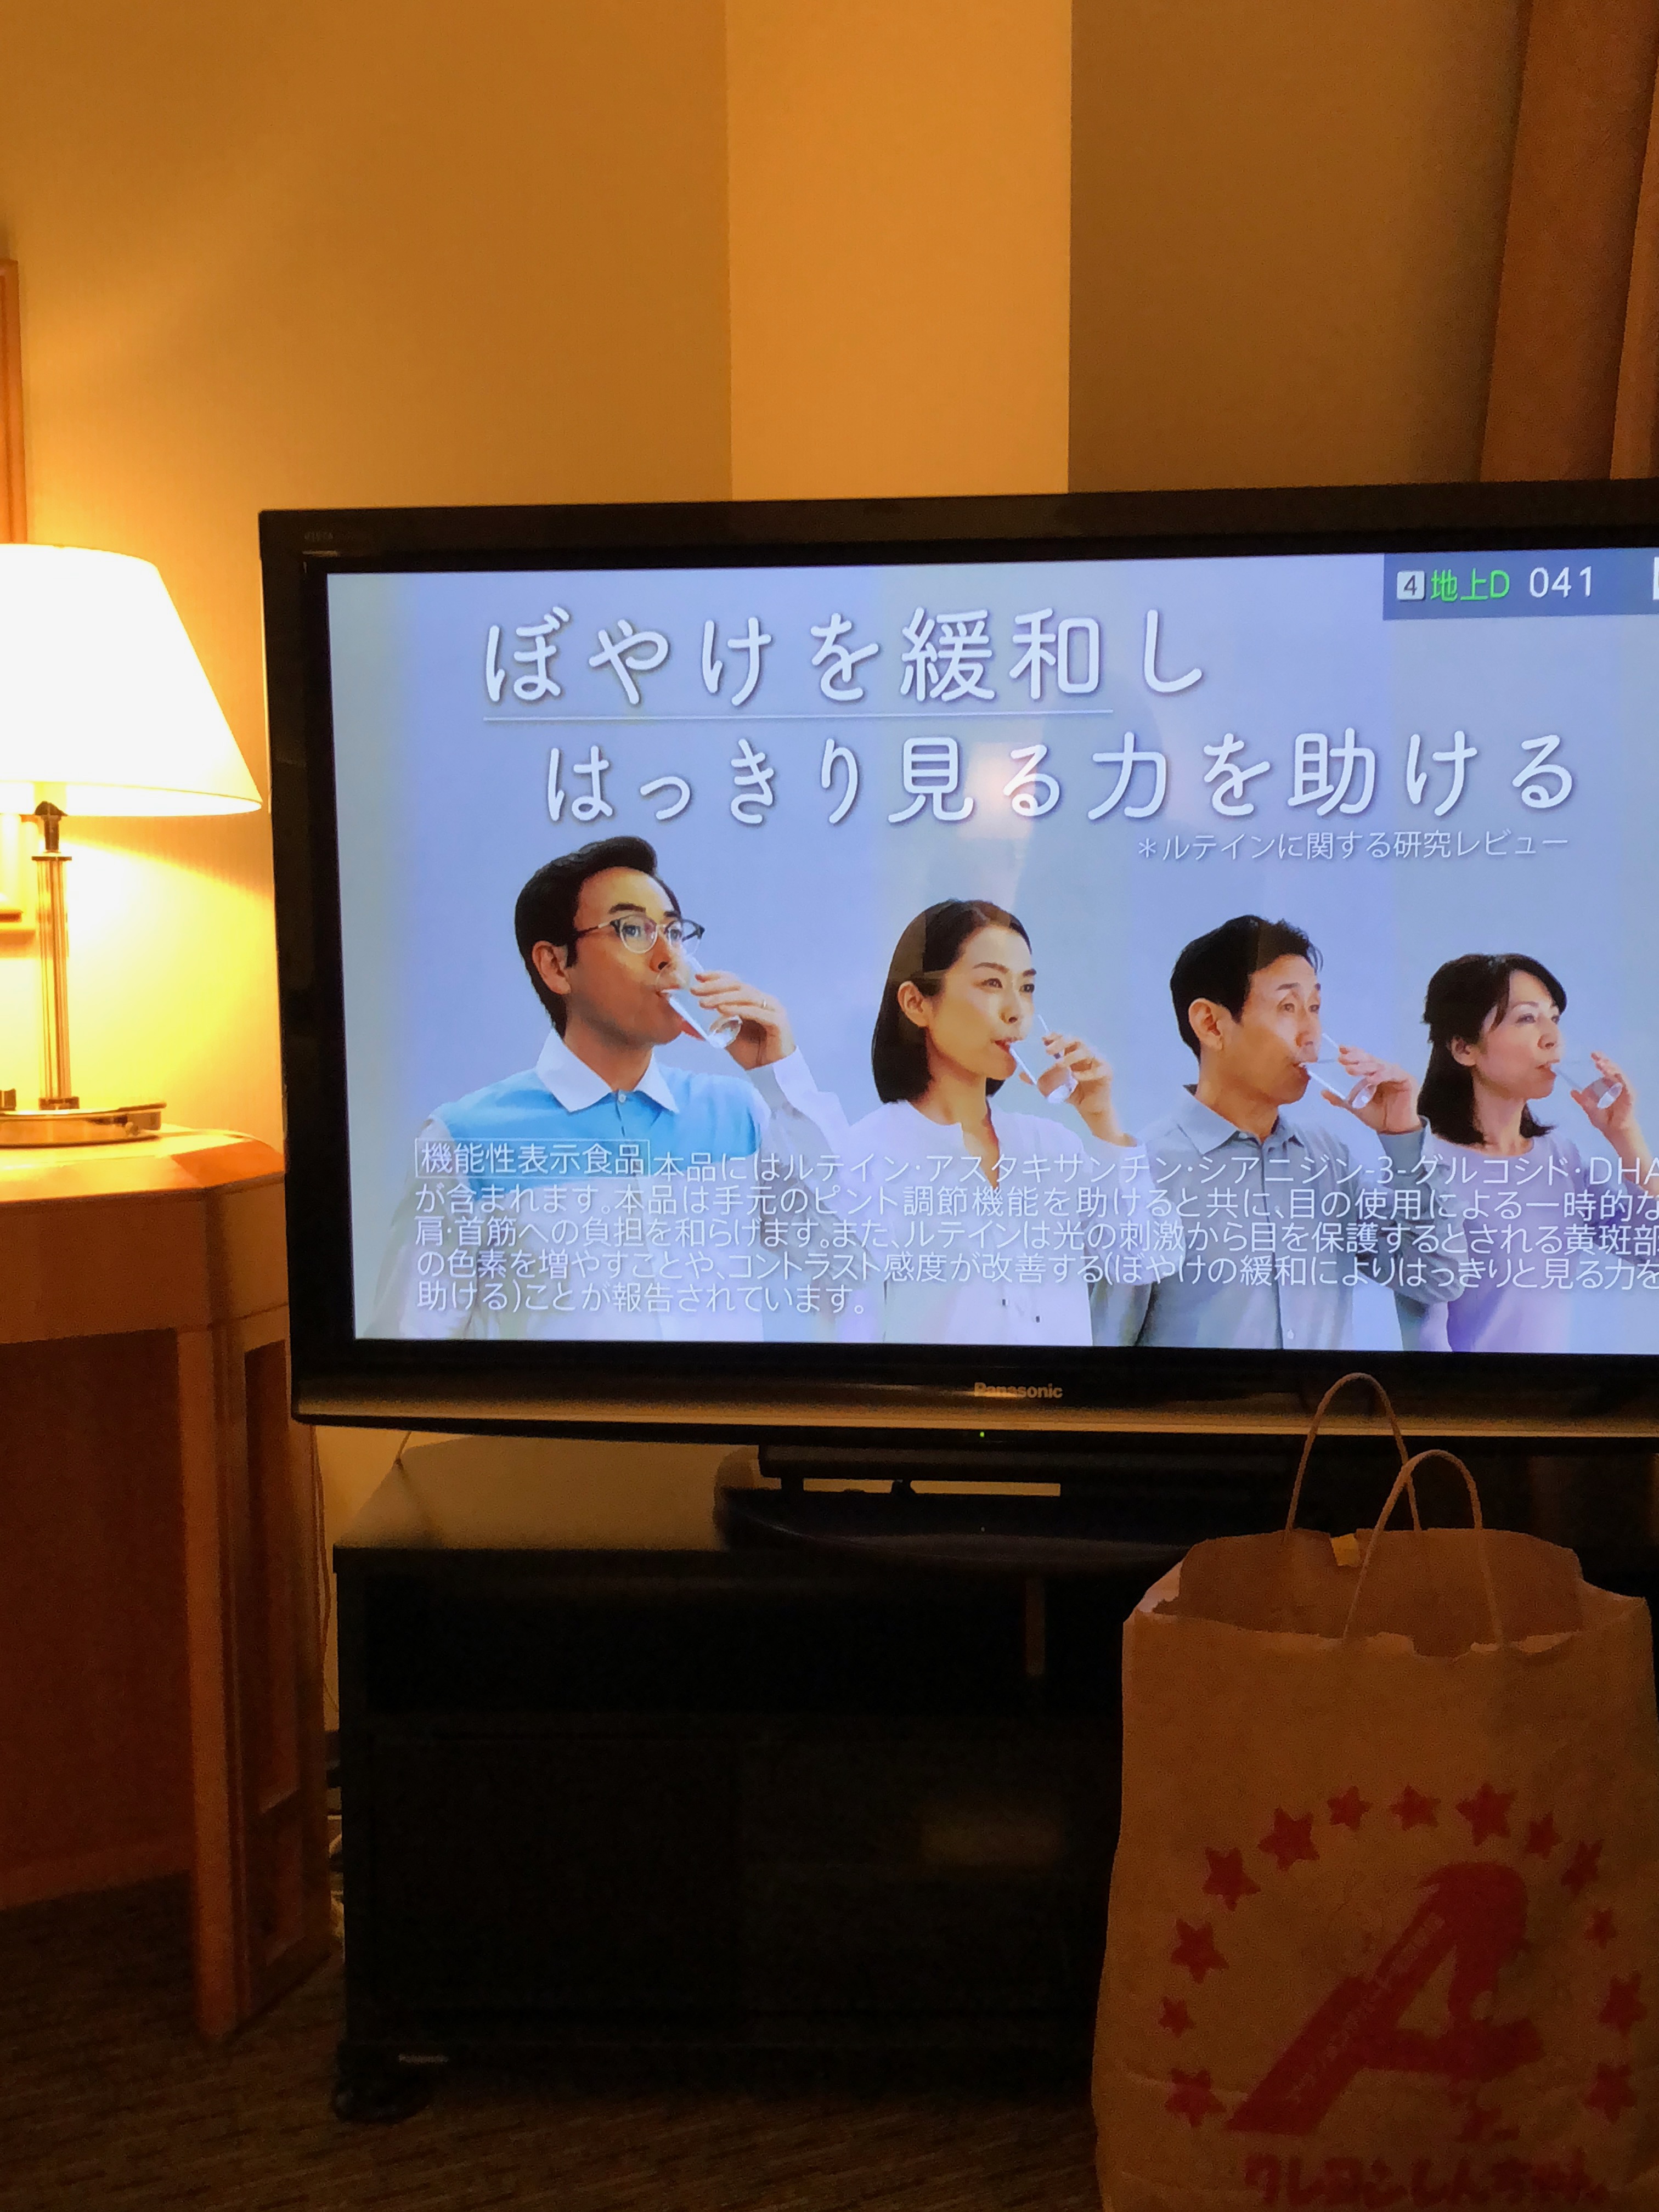 4 地上D 041
ぼやけを緩和し
はっきり見る力を助ける
＊ルテインに関する研究レビュー
機能性表示食品 本品にはルテイン・アスタキサンチン・シアニジン-3-グルコシド・DHA
が含まれます。本品は手元のピント調節機能を助けると共に、目の使用による一時的な
肩・首筋への負担を和らげます。また、ルテインは光の刺激から目を保護するとされる黄斑部
の色素を増やすことや、コントラスト感度が改善する(ぼやけの緩和によりはっきりと見る力を
助ける)ことが報告されています。
Panasonic
Panasonic
A
クレヨンしんちゃん